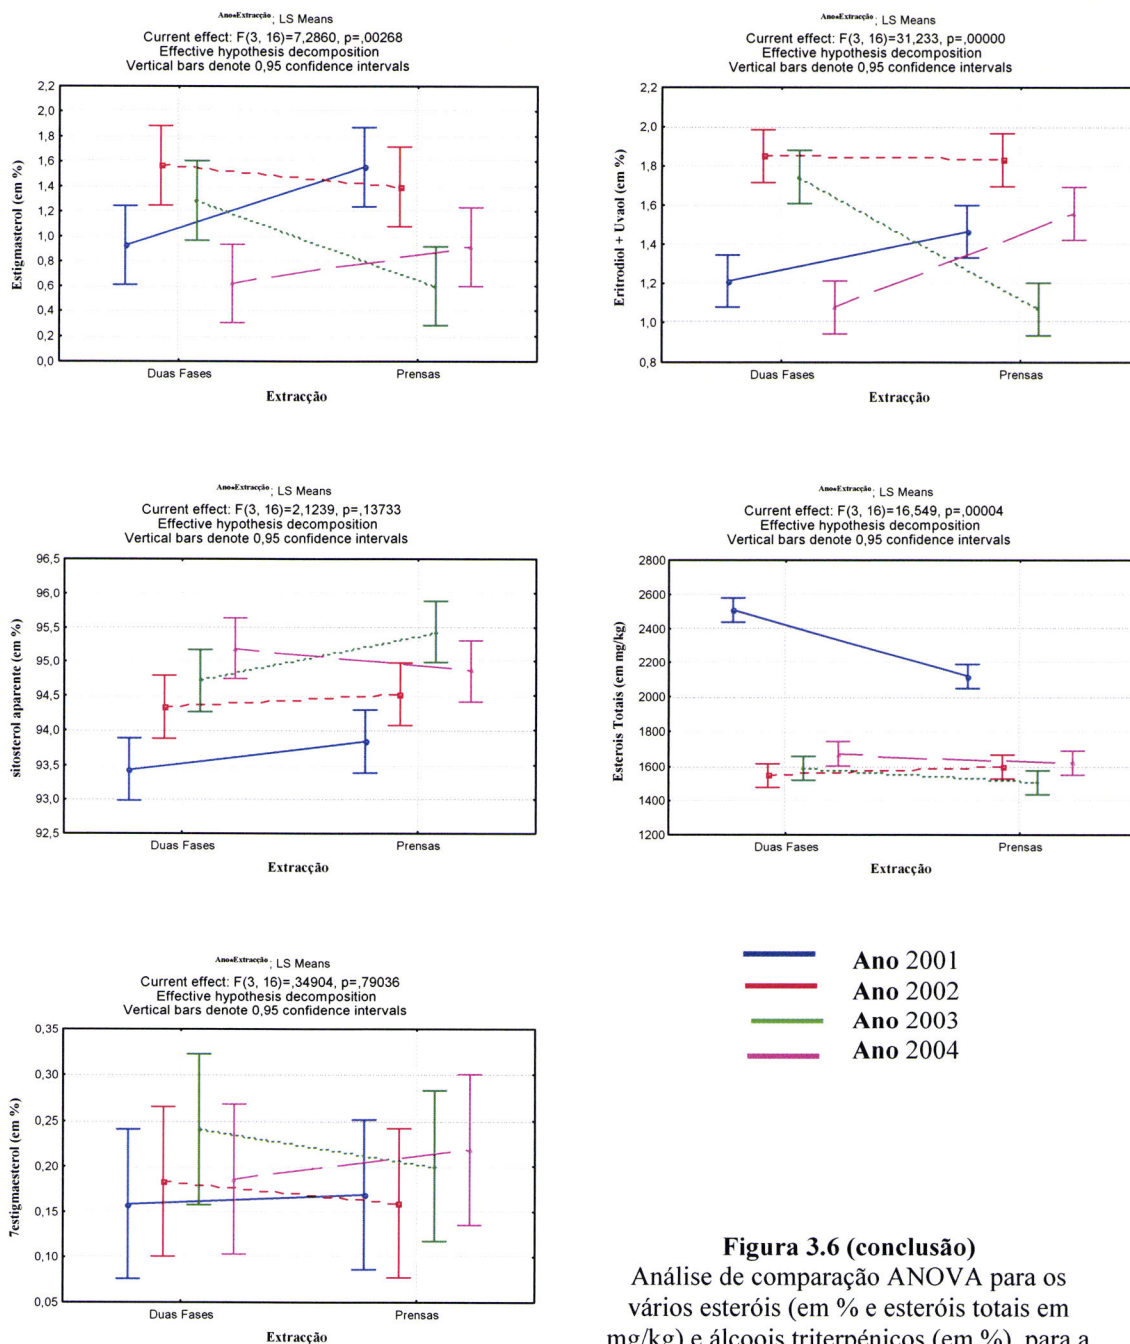 Ano*Extracção; LS Means
Current effect: F(3, 16)=7,2860, p=,00268
Effective hypothesis decomposition
Vertical bars denote 0,95 confidence intervals
Estigmasterol (em %)
2,2
2,0
1,8
1,6
1,4
1,2
1,0
0,8
0,6
0,4
0,2
0,0
Duas Fases
Prensas
Extracção
Ano*Extracção; LS Means
Current effect: F(3, 16)=31,233, p=,00000
Effective hypothesis decomposition
Vertical bars denote 0,95 confidence intervals
Eritrodiol + Uvaol (em %)
2,2
2,0
1,8
1,6
1,4
1,2
1,0
0,8
Duas Fases
Prensas
Extracção
Ano*Extracção; LS Means
Current effect: F(3, 16)=2,1239, p=,13733
Effective hypothesis decomposition
Vertical bars denote 0,95 confidence intervals
sitosterol aparente (em %)
96,5
96,0
95,5
95,0
94,5
94,0
93,5
93,0
92,5
Duas Fases
Prensas
Extracção
Ano*Extracção; LS Means
Current effect: F(3, 16)=16,549, p=,00004
Effective hypothesis decomposition
Vertical bars denote 0,95 confidence intervals
Esterois Totais (em mg/kg)
2800
2600
2400
2200
2000
1800
1600
1400
1200
Duas Fases
Prensas
Extracção
Ano*Extracção; LS Means
Current effect: F(3, 16)=,34904, p=,79036
Effective hypothesis decomposition
Vertical bars denote 0,95 confidence intervals
7estigmaesterol (em %)
0,35
0,30
0,25
0,20
0,15
0,10
0,05
Duas Fases
Prensas
Extracção
Ano 2001
Ano 2002
Ano 2003
Ano 2004
Figura 3.6 (conclusão)
Análise de comparação ANOVA para os
vários esteróis (em % e esteróis totais em
mg/kg) e álcoois triterpénicos (em %), para a